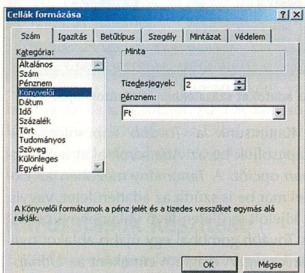 Cellák formázása
Szám Igazítás Betűtípus Szegély Mintázat Védelem
Kategória:
Általános
Szám
Pénznem
Könyvelői
Dátum
Idő
Százalék
Tört
Tudományos
Szöveg
Különleges
Egyéni
Minta
Tizedesjegyek: 2
Pénznem:
Ft
A Könyvelői formátumok a pénz jelét és a tizedes vesszőket egymás alá
rakják.
OK Mégse